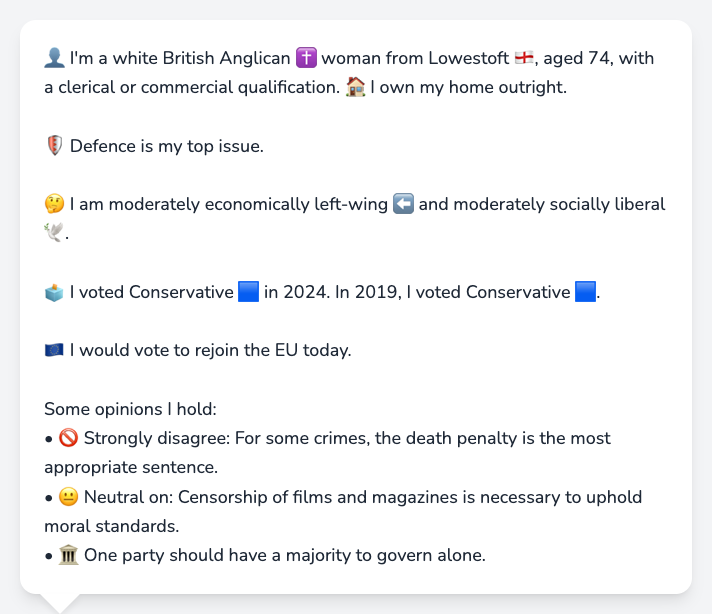 👤 I'm a white British Anglican ✝️ woman from Lowestoft 🏴󠁧󠁢󠁥󠁮󠁧󠁿, aged 74, with
a clerical or commercial qualification. 🏠 I own my home outright.
🛡️ Defence is my top issue.
🤔 I am moderately economically left-wing ⬅️ and moderately socially liberal
🕊️.
🗳️ I voted Conservative 🟦 in 2024. In 2019, I voted Conservative 🟦.
🇪🇺 I would vote to rejoin the EU today.
Some opinions I hold:
• 🚫 Strongly disagree: For some crimes, the death penalty is the most
appropriate sentence.
• 😐 Neutral on: Censorship of films and magazines is necessary to uphold
moral standards.
• 🏛️ One party should have a majority to govern alone.